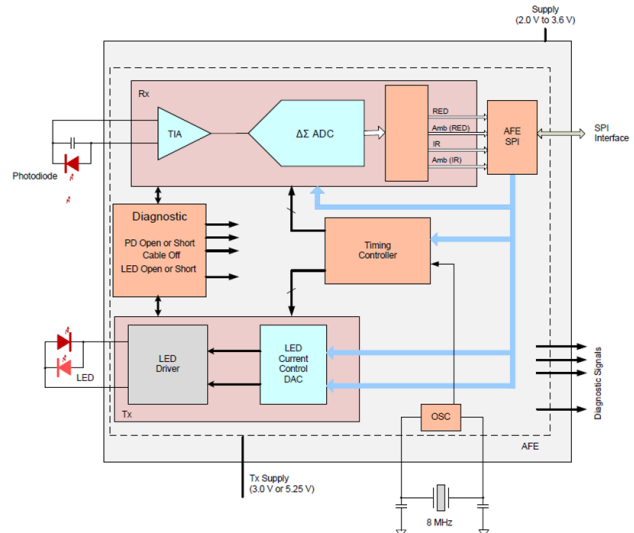 Supply
(2.0 V to 3.6 V)
Rx
TIA
ΔΣ ADC
RED
Amb (RED)
IR
Amb (IR)
AFE
SPI
SPI
Interface
Photodiode
Diagnostic
PD Open or Short
Cable Off
LED Open or Short
Timing
Controller
LED
Driver
LED
Current
Control
DAC
LED
Tx
OSC
AFE
Diagnostic Signals
Tx Supply
(3.0 V or 5.25 V)
8 MHz